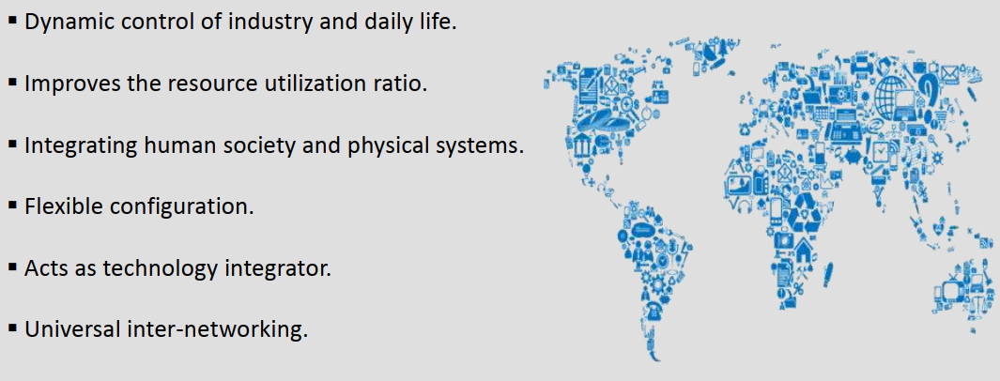 ▪ Dynamic control of industry and daily life.
▪ Improves the resource utilization ratio.
▪ Integrating human society and physical systems.
▪ Flexible configuration.
▪ Acts as technology integrator.
▪ Universal inter-networking.